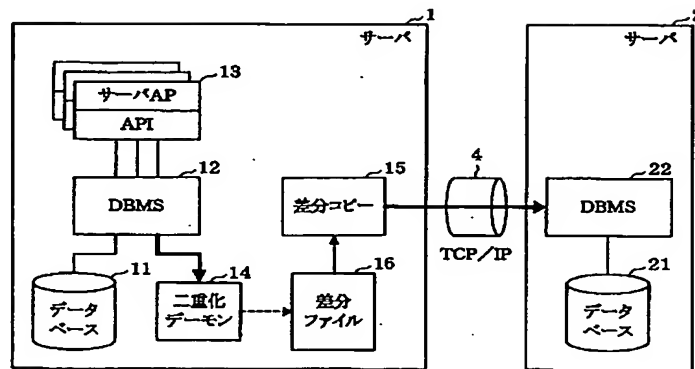 1
サーバ
2
サーバ
13
サーバAP
API
12
DBMS
15
差分コピー
4
TCP/IP
22
DBMS
11
データ
ベース
14
二重化
デーモン
16
差分
ファイル
21
データ
ベース